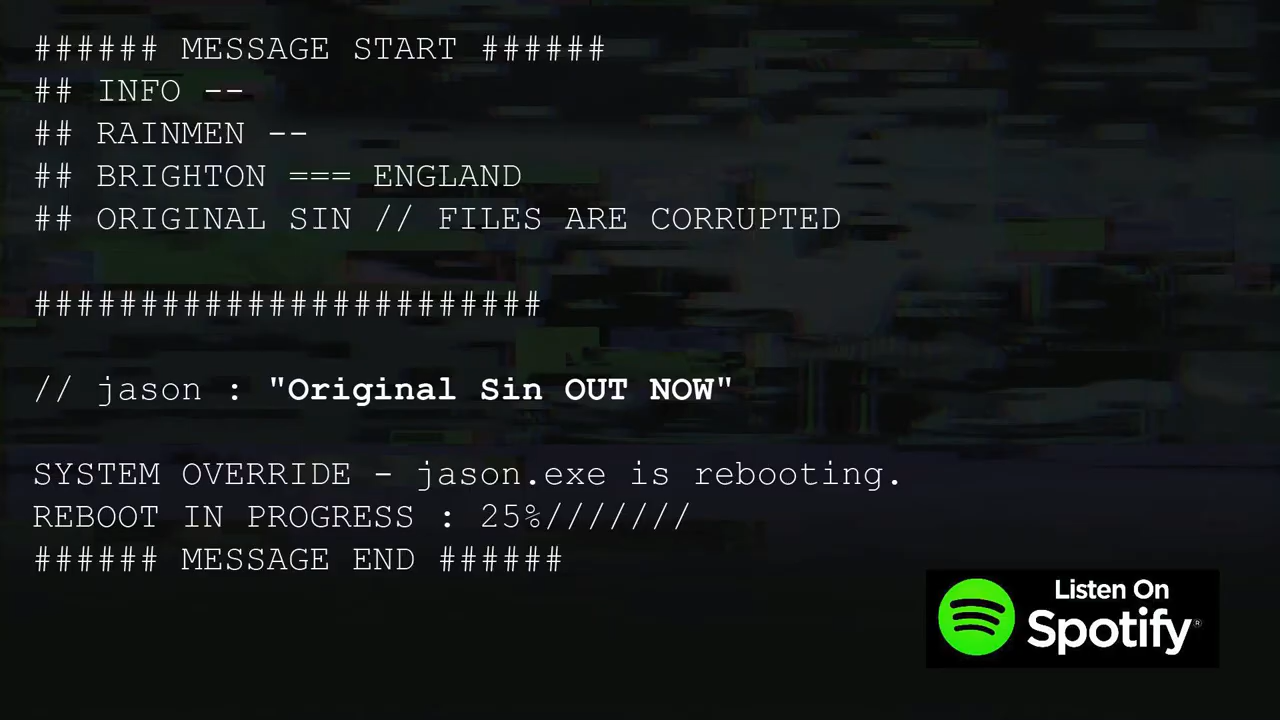 ###### MESSAGE START ######
## INFO --
## RAINMEN --
## BRIGHTON === ENGLAND
## ORIGINAL SIN // FILES ARE CORRUPTED
########################
// jason : "Original Sin OUT NOW"
SYSTEM OVERRIDE - jason.exe is rebooting.
REBOOT IN PROGRESS : 25%///////
###### MESSAGE END ######
Listen On
Spotify®